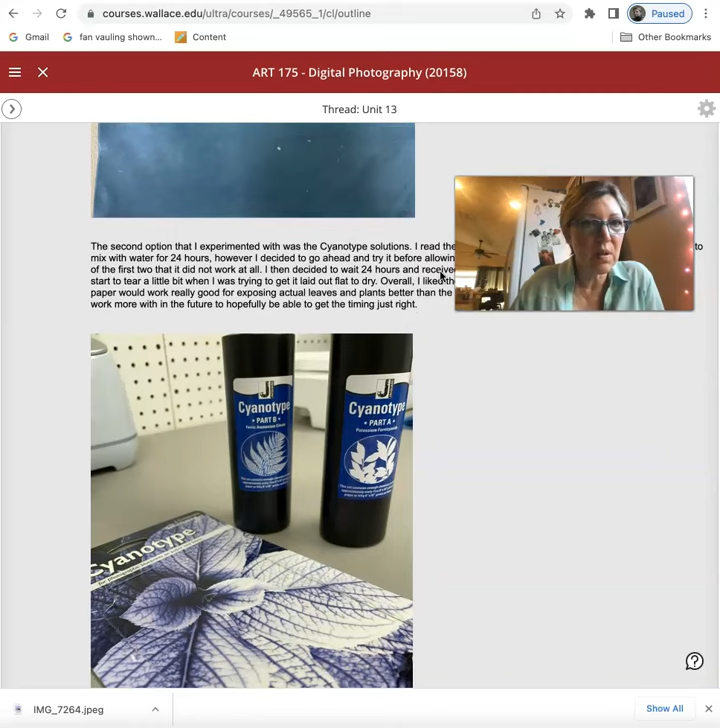 courses.wallace.edu/ultra/courses/_49565_1/cl/outline
Paused
Gmail
fan vauling shown...
Content
Other Bookmarks
ART 175 - Digital Photography (20158)
Thread: Unit 13
The second option that I experimented with was the Cyanotype solutions. I read the to
mix with water for 24 hours, however I decided to go ahead and try it before allowin
of the first two that it did not work at all. I then decided to wait 24 hours and receive
start to tear a little bit when I was trying to get it laid out flat to dry. Overall, I liked
paper would work really good for exposing actual leaves and plants better than the
work more with in the future to hopefully be able to get the timing just right.
Cyanotype
• PART B •
Cyanotype
• PART A •
Cyanotype
IMG_7264.jpeg
Show All